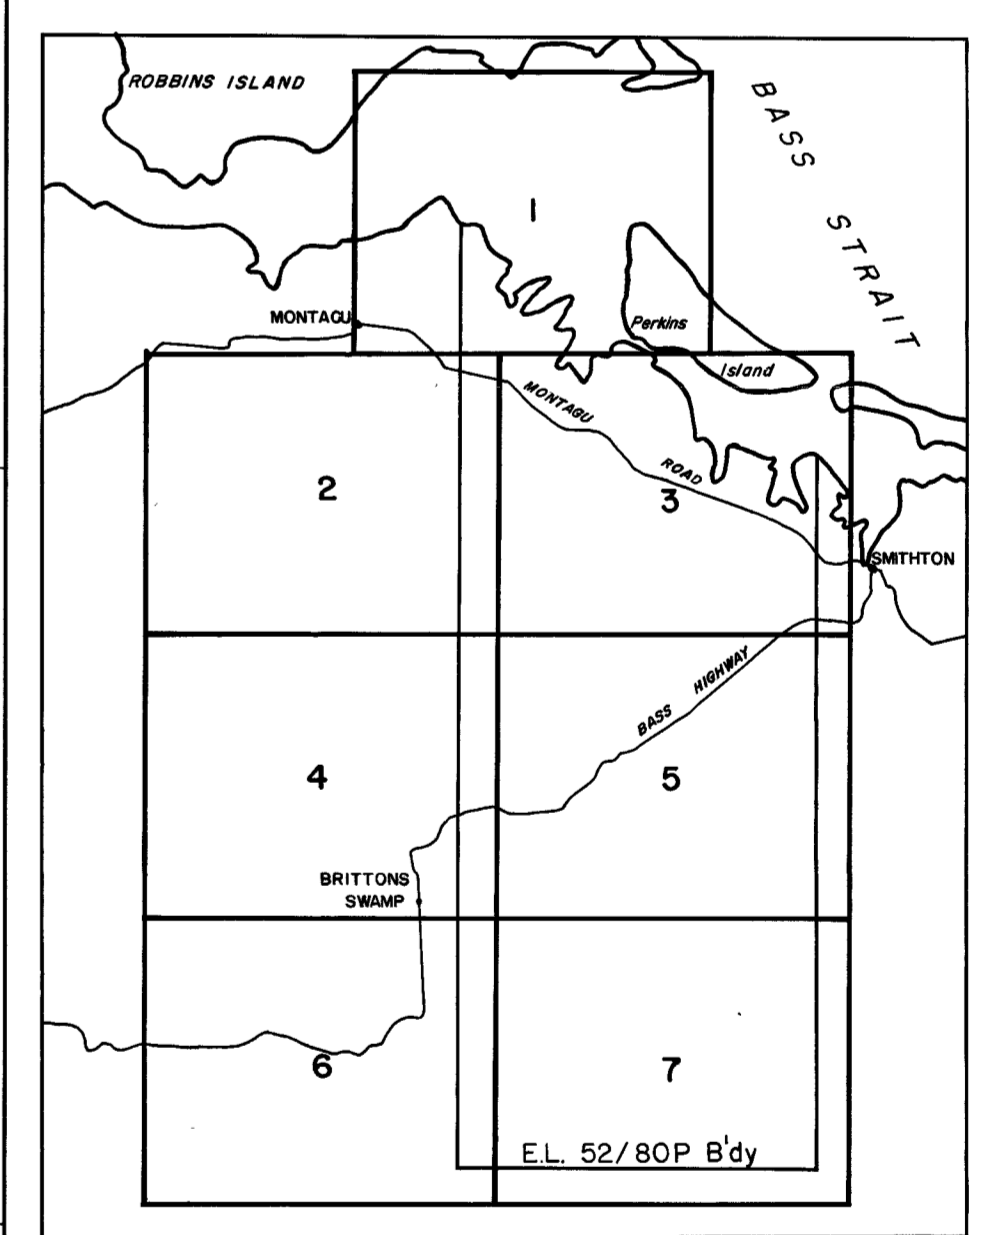 ROBBINS ISLAND
BASS STRAIT
1
MONTAGU
Perkins
Island
MONTAGU ROAD
2
3
SMITHTON
BASS HIGHWAY
4
5
BRITTONS
SWAMP
6
7
E.L. 52/80P B'dy